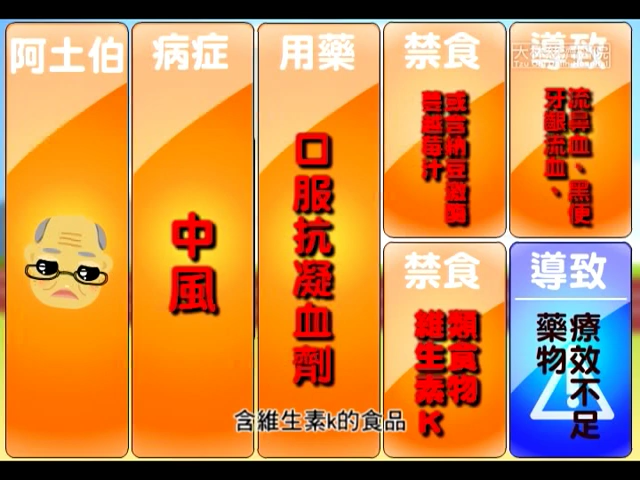 阿土伯
病症
中風
用藥
口服抗凝血劑
禁食
蔓越莓汁
或含納豆激酶
導致
牙齦流血、
流鼻血、黑便
禁食
維生素K
類食物
導致
藥物
療效不足
含維生素k的食品